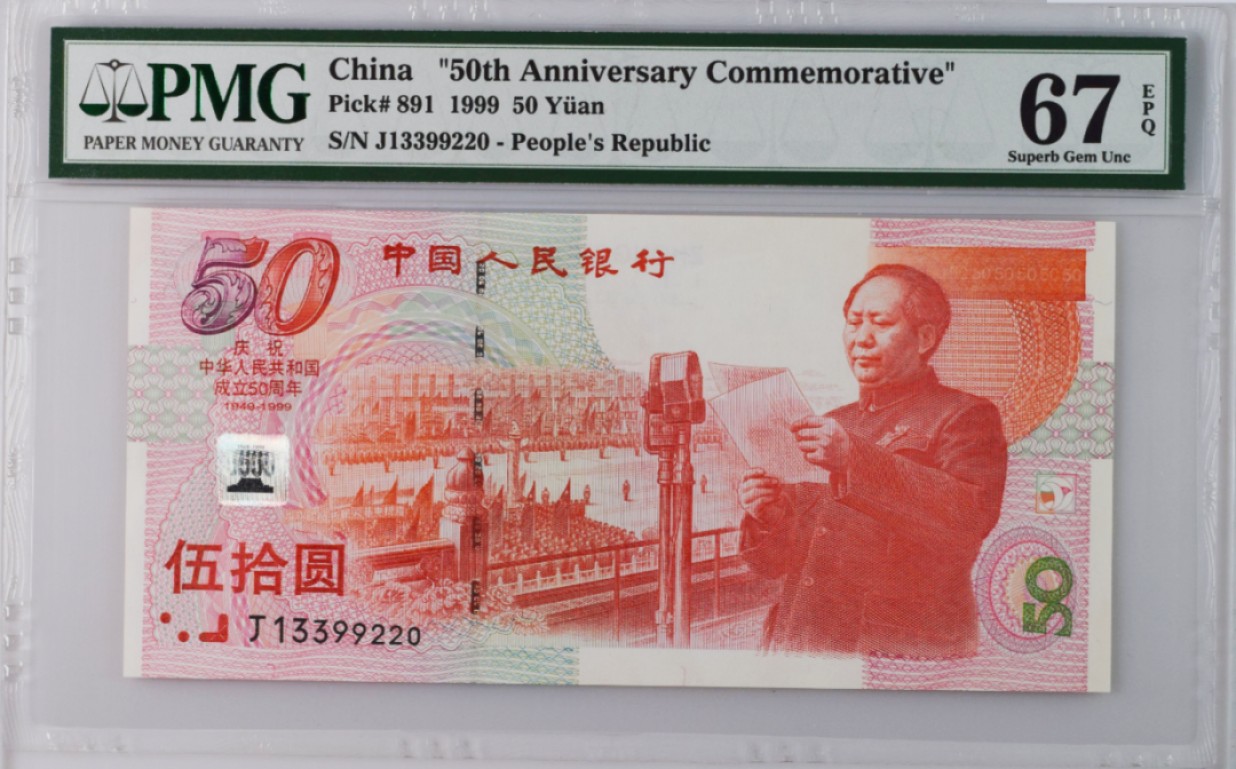 PMG
PAPER MONEY GUARANTY
China "50th Anniversary Commemorative"
Pick# 891 1999 50 Yüan
S/N J13399220 - People's Republic
67
EPQ
Superb Gem Unc
50
中国人民银行
庆祝
中华人民共和国
成立50周年
1949-1999
伍拾圆
J13399220
50